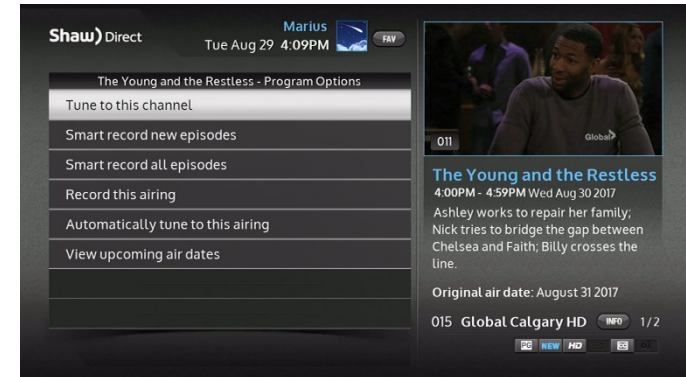 Shaw) Direct
Marius
Tue Aug 29 4:09PM
FAV
The Young and the Restless - Program Options
Tune to this channel
Smart record new episodes
Smart record all episodes
Record this airing
Automatically tune to this airing
View upcoming air dates
011
Global
The Young and the Restless
4:00PM - 4:59PM Wed Aug 30 2017
Ashley works to repair her family;
Nick tries to bridge the gap between
Chelsea and Faith; Billy crosses the
line.
Original air date: August 31 2017
015 Global Calgary HD INFO 1/2
PG NEW HD CC